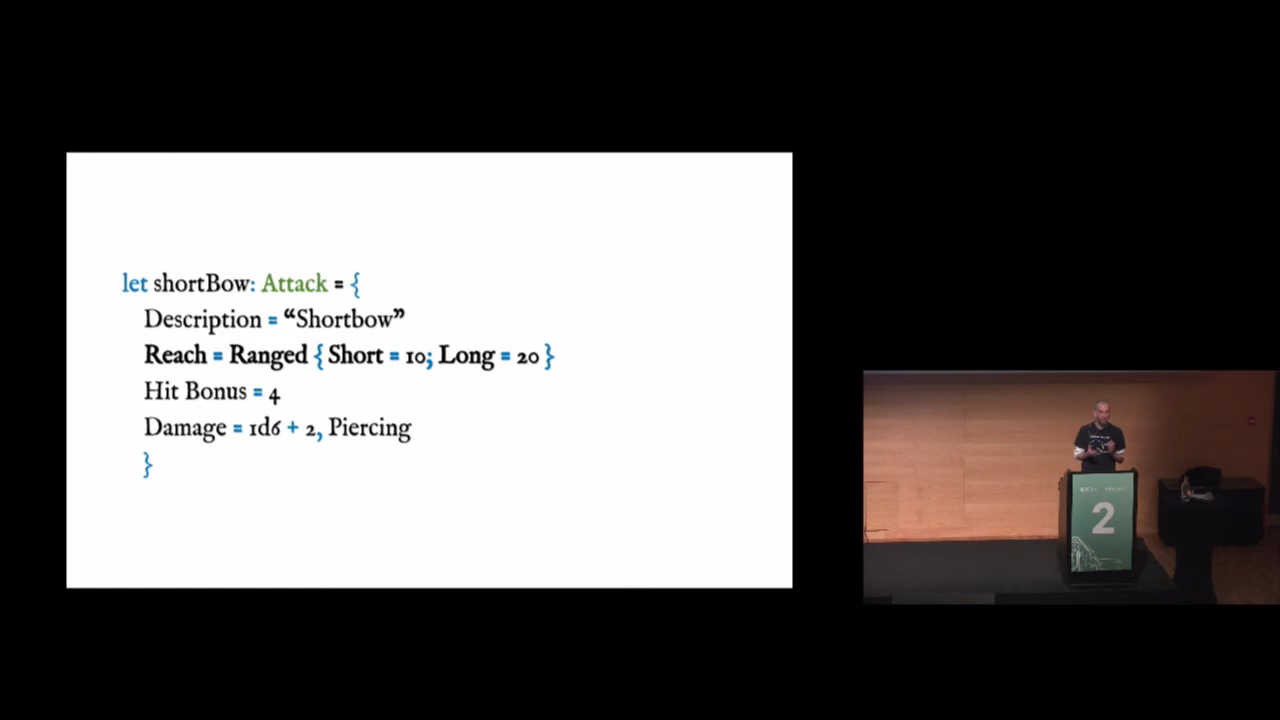 let shortBow: Attack = {
Description = “Shortbow”
Reach = Ranged { Short = 10; Long = 20 }
Hit Bonus = 4
Damage = 1d6 + 2, Piercing
}
2